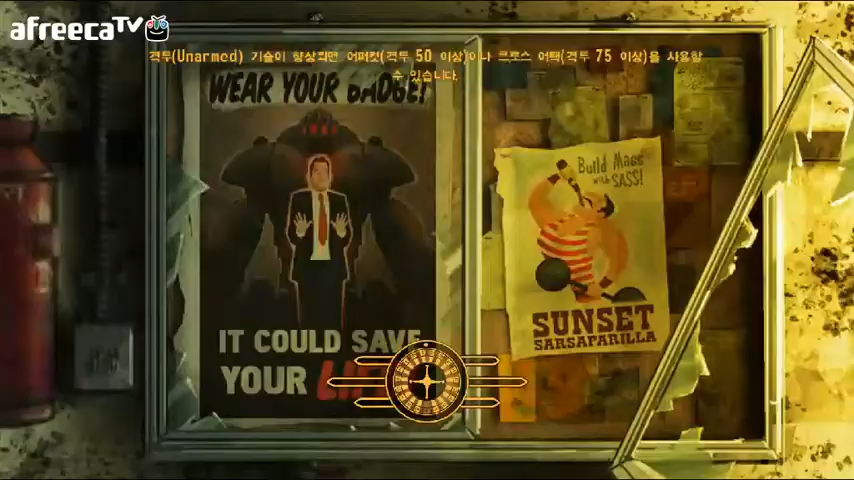 afreecaTV
격투(Unarmed) 기술이 향상되면 어퍼컷(격투 50 이상)이나 크로스 어택(격투 75 이상)을 사용할
수 있습니다.
WEAR YOUR BADGE!
IT COULD SAVE
YOUR LIFE
Build Mass
with SASS!
SUNSET
SARSAPARILLA